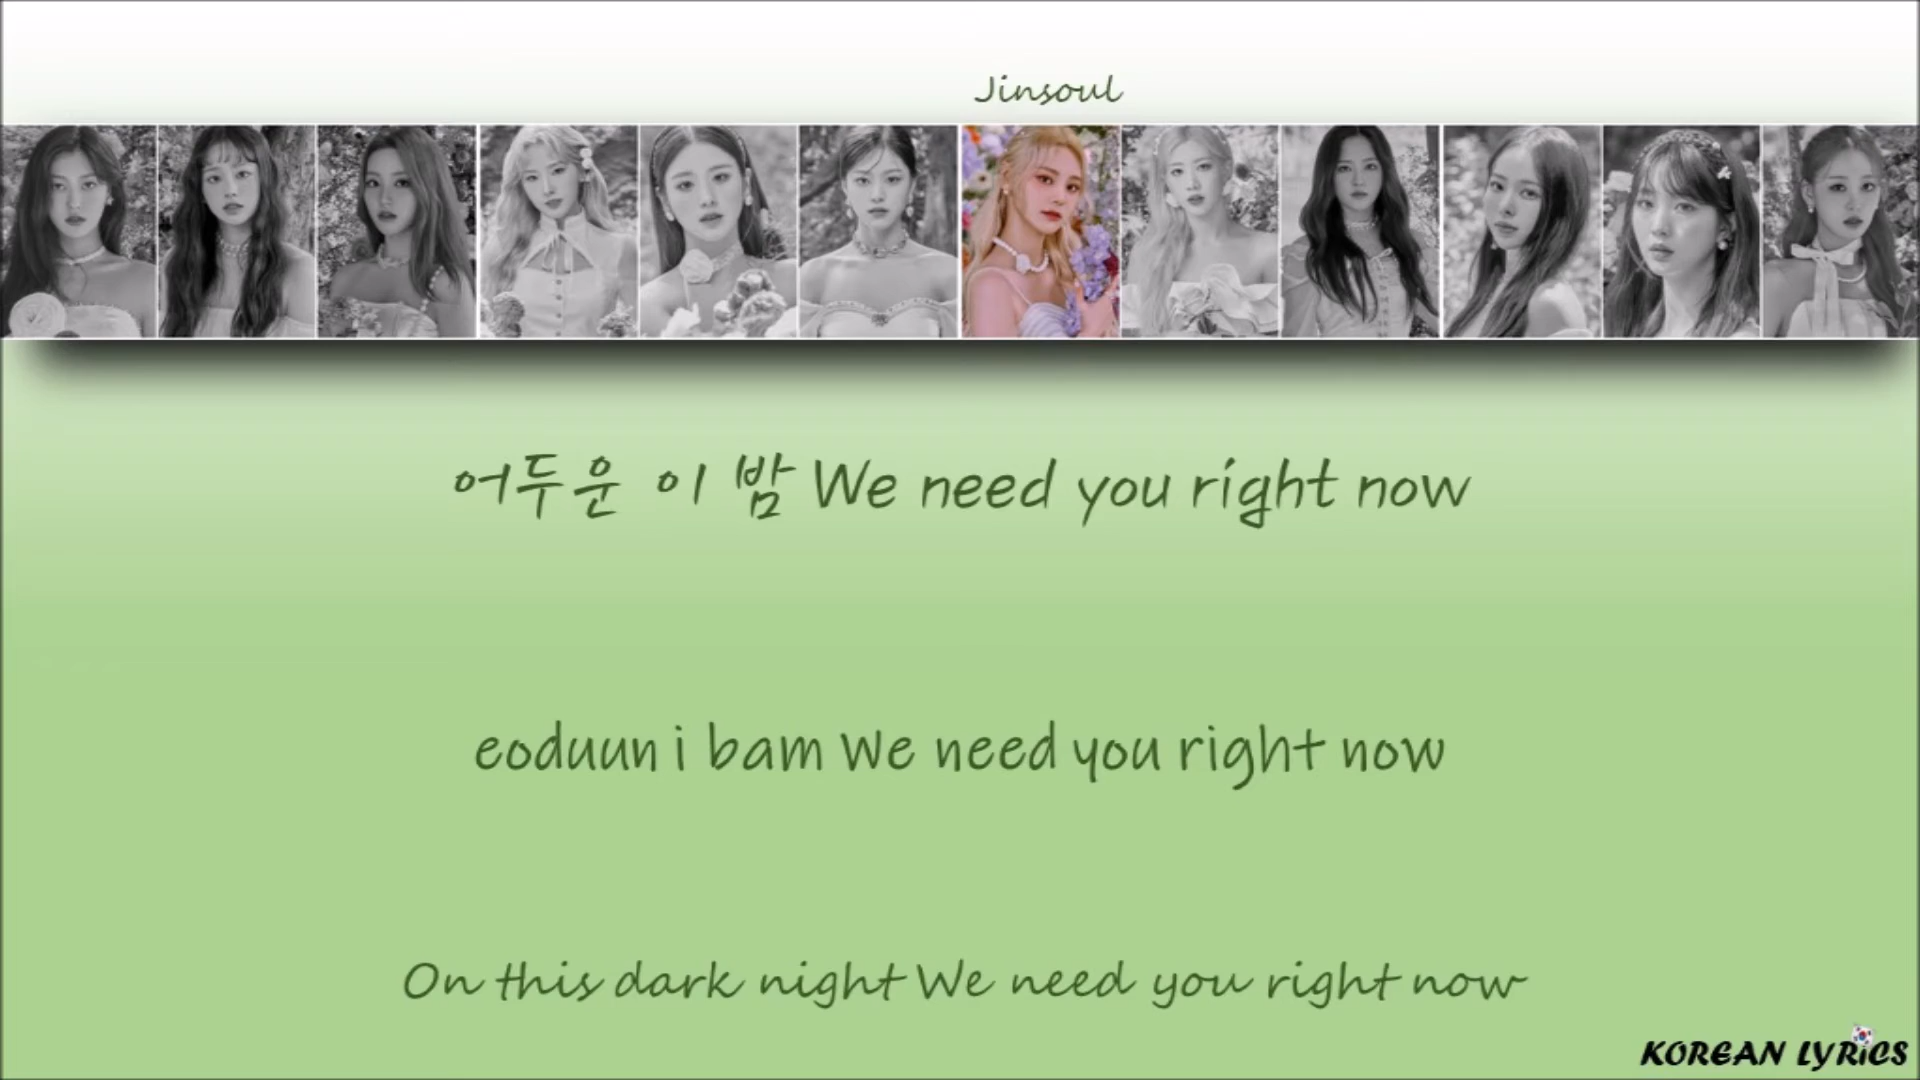 Jinsoul
어두운 이 밤 We need you right now
eoduun i bam We need you right now
On this dark night We need you right now
KOREAN LYRiCS